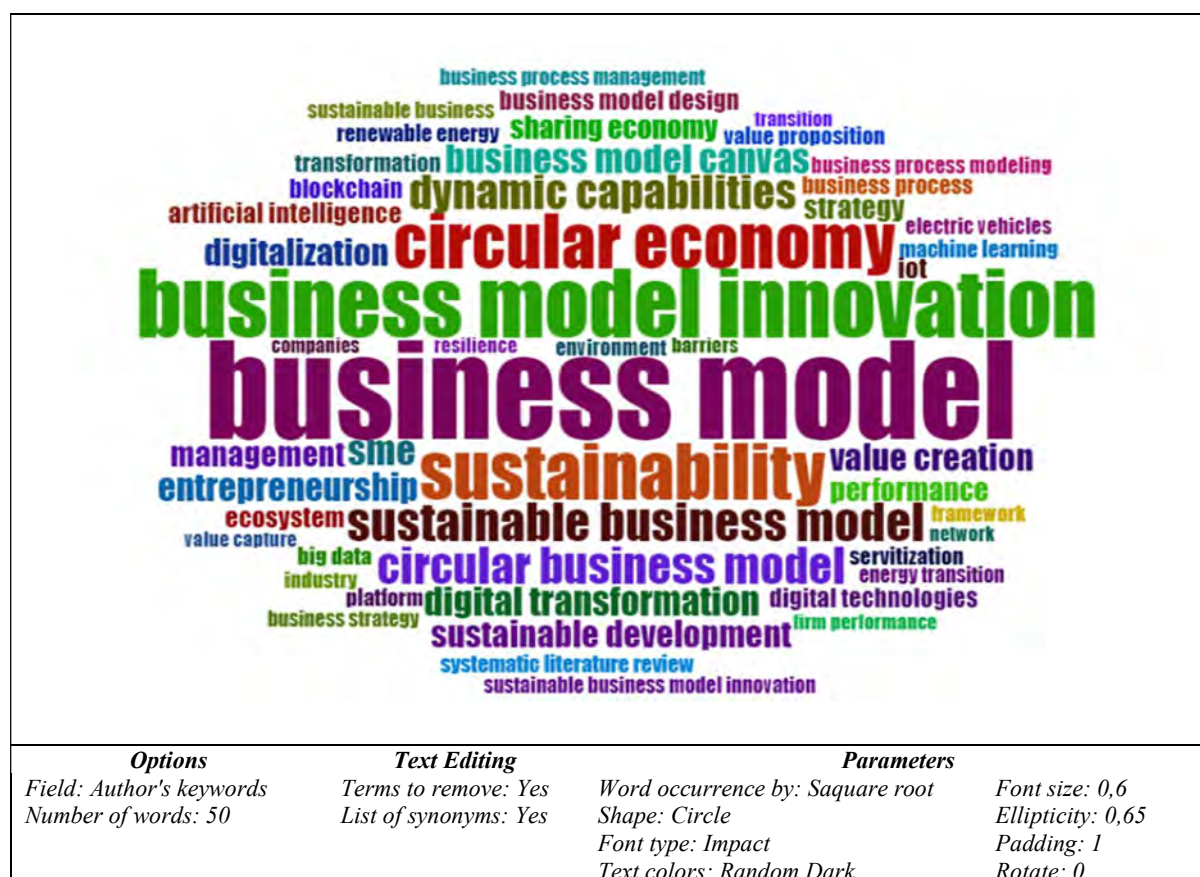 business process management
sustainable business business model design
renewable energy sharing economy transition value proposition
transformation business model canvas business process modeling
blockchain dynamic capabilities business process
artificial intelligence strategy
digitalization circular economy electric vehicles
machine learning
iot
business model innovation
companies resilience environment barriers
business model
management sme sustainability value creation
entrepreneurship performance
ecosystem sustainable business model framework
value capture network
big data circular business model servitization
industry energy transition
platform digital transformation digital technologies
business strategy sustainable development firm performance
systematic literature review
sustainable business model innovation
Options Text Editing Parameters
Field: Author's keywords Terms to remove: Yes Word occurrence by: Saquare root Font size: 0,6
Number of words: 50 List of synonyms: Yes Shape: Circle Ellipticity: 0,65
Font type: Impact Padding: 1
Text colors: Random Dark Rotate: 0